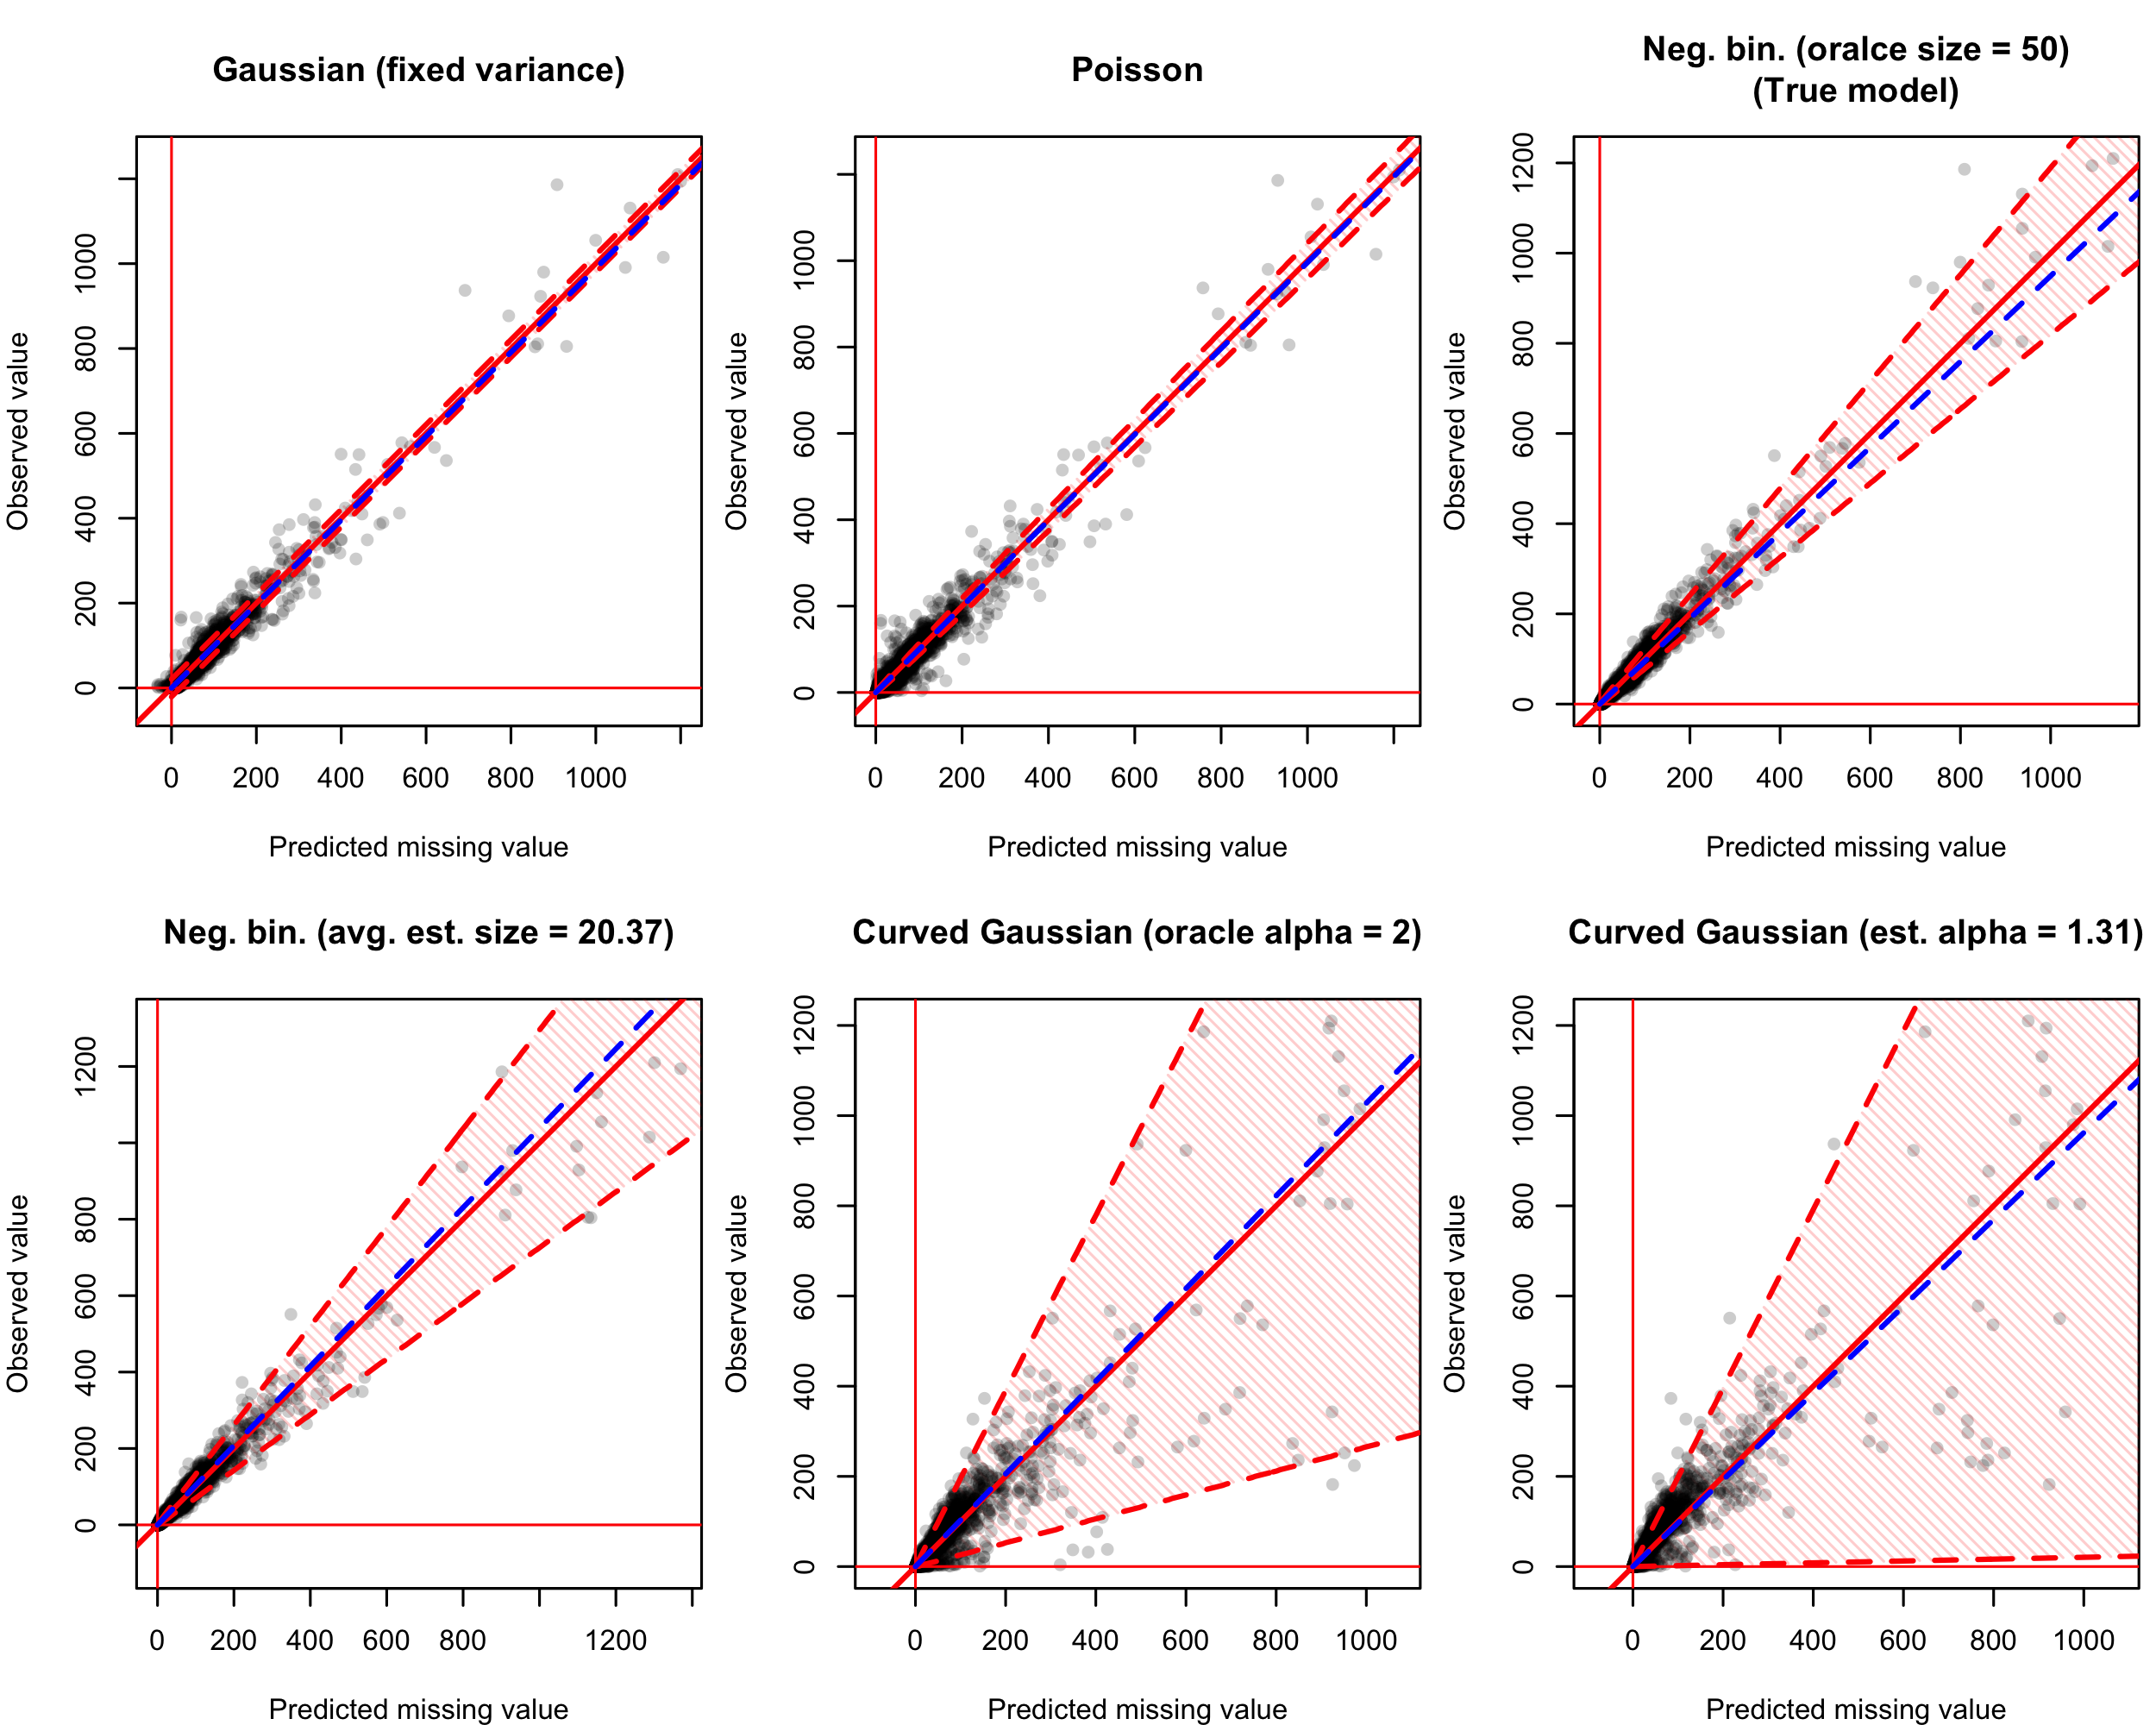 Gaussian (fixed variance)
Observed value
0 200 400 600 800 1000
0 200 400 600 800 1000
Predicted missing value
Poisson
Observed value
0 200 400 600 800 1000
0 200 400 600 800 1000
Predicted missing value
Neg. bin. (oralce size = 50)
(True model)
Observed value
0 200 400 600 800 1000 1200
0 200 400 600 800 1000
Predicted missing value
Neg. bin. (avg. est. size = 20.37)
Observed value
0 200 400 600 800 1200
0 200 400 600 800 1200
Predicted missing value
Curved Gaussian (oracle alpha = 2)
Observed value
0 200 400 600 800 1000 1200
0 200 400 600 800 1000
Predicted missing value
Curved Gaussian (est. alpha = 1.31)
Observed value
0 200 400 600 800 1000 1200
0 200 400 600 800 1000
Predicted missing value